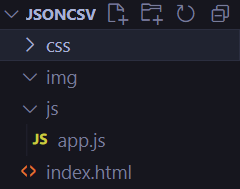 JSONCSV
css
img
js
JS app.js
<> index.html